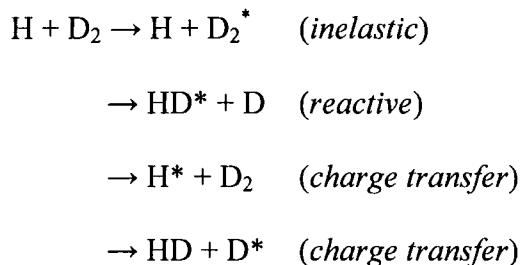 H + D₂ → H + D₂* (inelastic)
→ HD* + D (reactive)
→ H* + D₂ (charge transfer)
→ HD + D* (charge transfer)